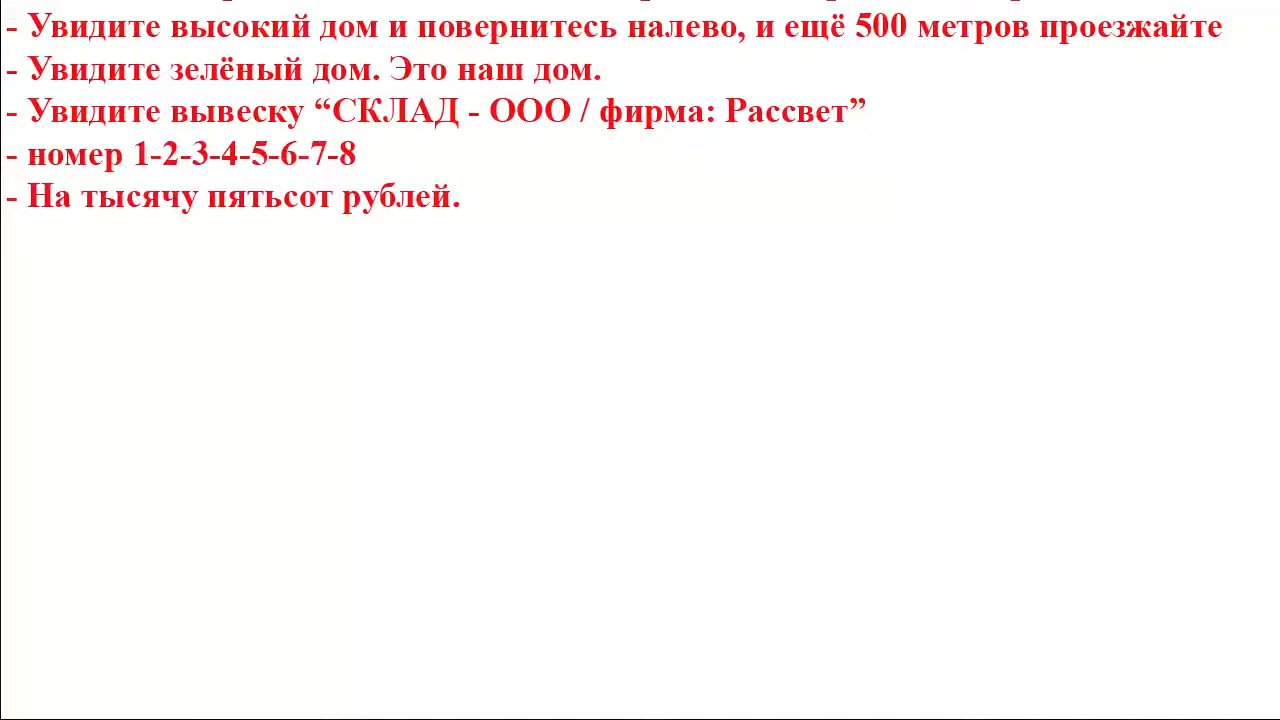 - Увидите высокий дом и повернитесь налево, и ещё 500 метров проезжайте
- Увидите зелёный дом. Это наш дом.
- Увидите вывеску “СКЛАД - ООО / фирма: Рассвет”
- номер 1-2-3-4-5-6-7-8
- На тысячу пятьсот рублей.